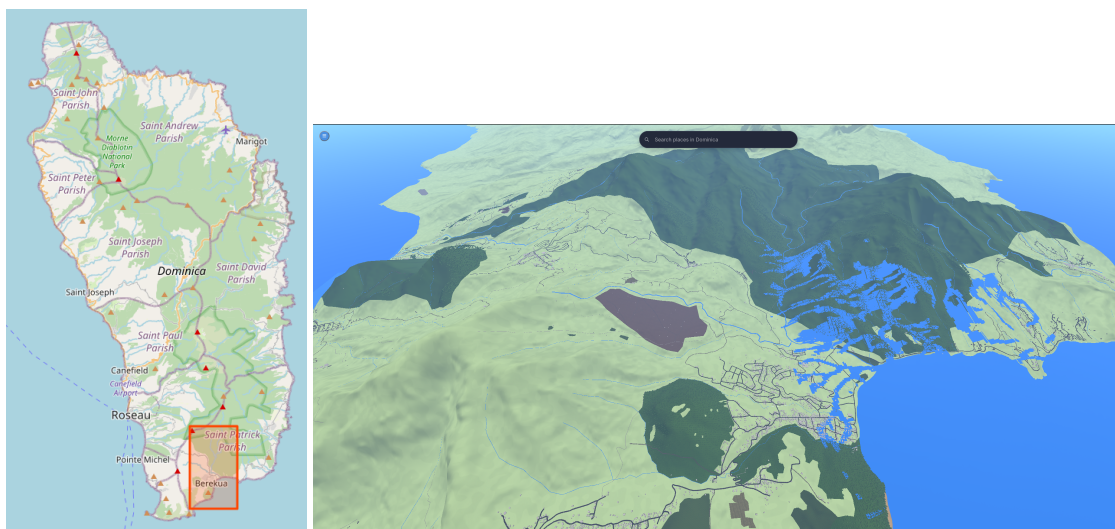 Saint John
Parish
Saint Andrew
Parish
Marigot
Morne
Diablotin
National
Park
Saint Peter
Parish
Saint Joseph
Parish
Dominica
Saint David
Parish
Saint Joseph
Saint Paul
Parish
Canefield
Canefield
Airport
Roseau
Saint Patrick
Parish
Pointe Michel
Berekua
Search places in Dominica